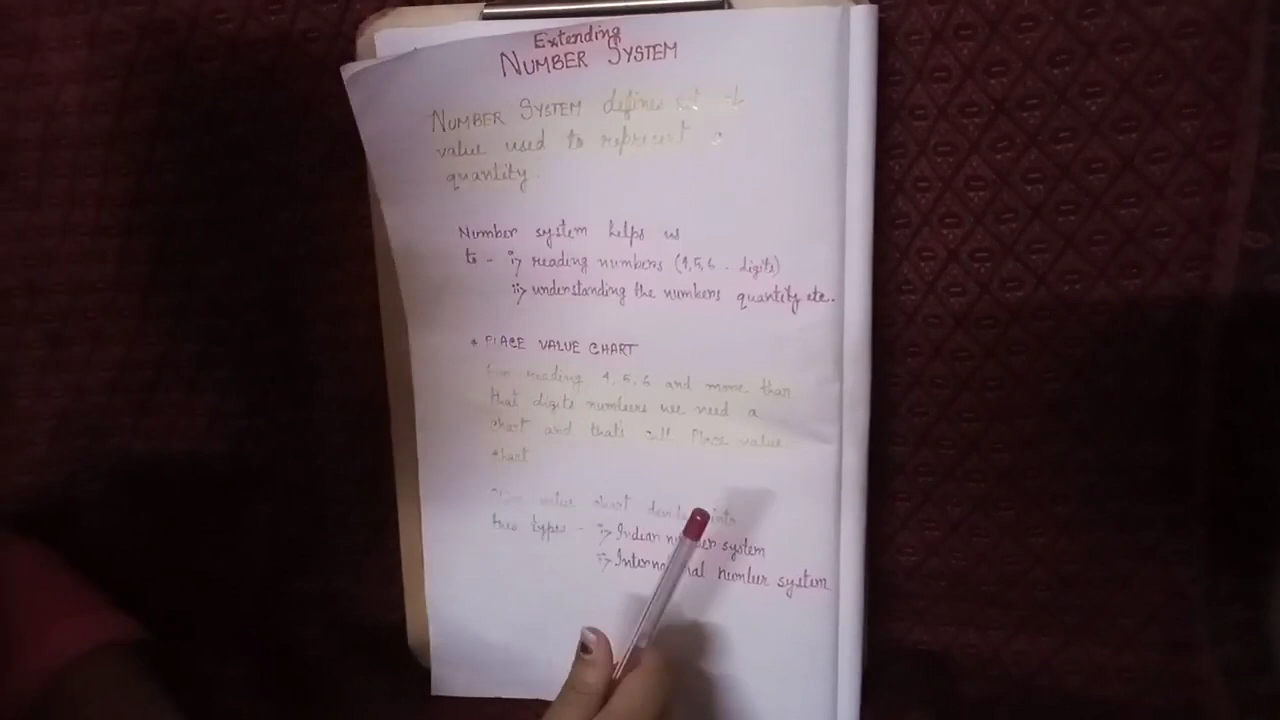 Extending
NUMBER SYSTEM
NUMBER SYSTEM defines set of
value used to represent a
quantity.
Number system helps us
to - i> reading numbers (4,5,6 ... digits)
ii> understanding the numbers quantity etc.
* PLACE VALUE CHART
For reading 4, 5, 6 and more than
that digits numbers we need a
chart and that's call Place value
chart
value chart into
two types - i> Indian number system
ii> International number system